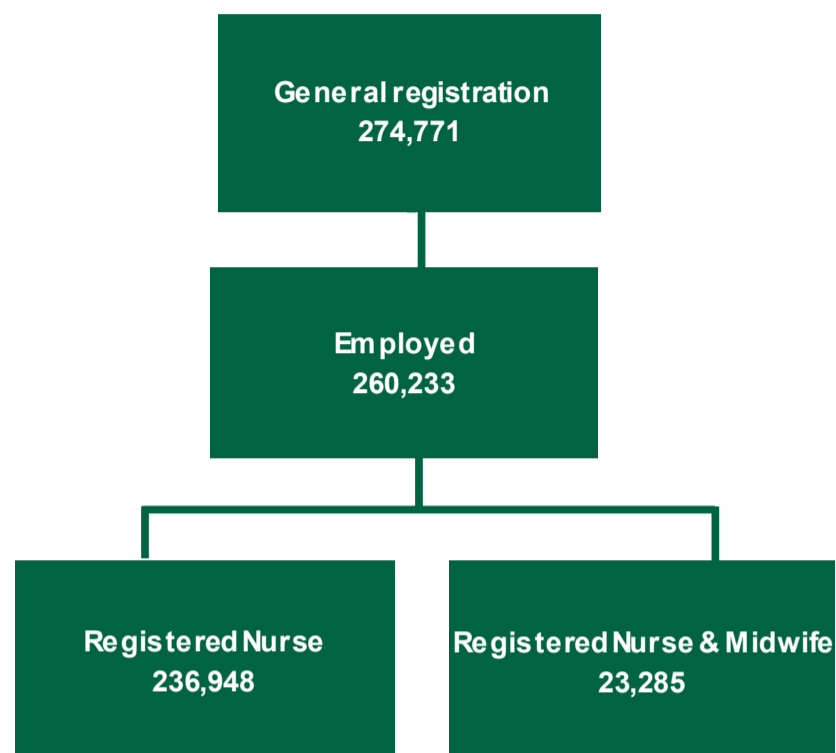 General registration
274,771
Employed
260,233
Registered Nurse
236,948
Registered Nurse & Midwife
23,285